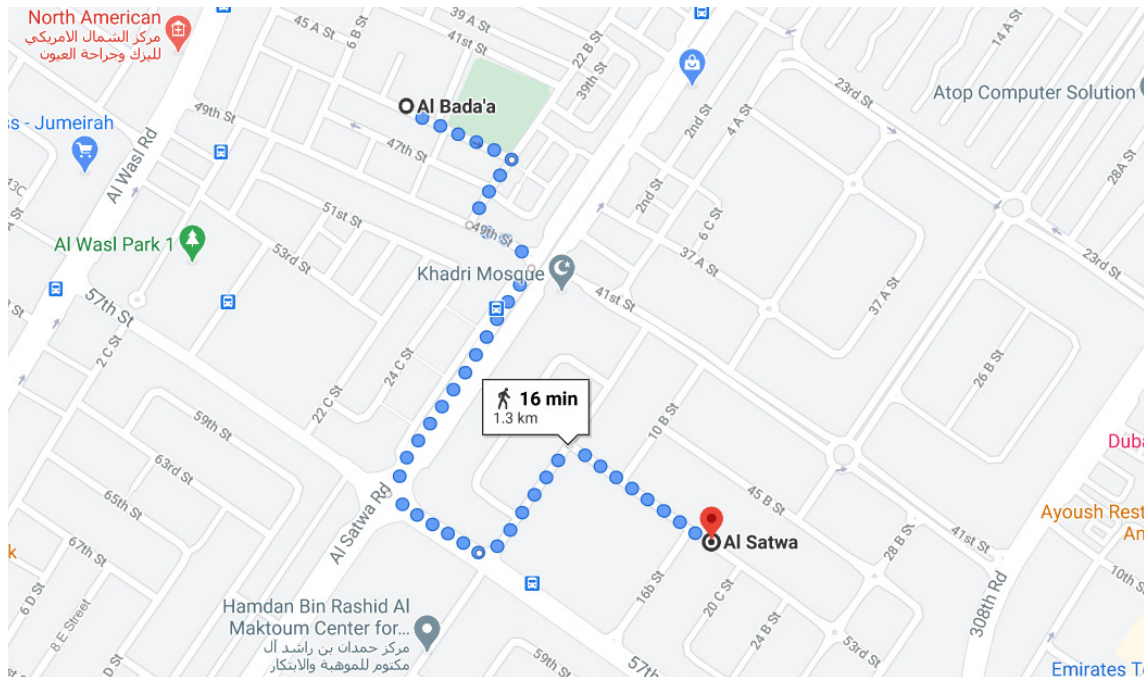 North American
مركز الشمال الامريكي
لليزك وجراحة العيون
45 A St
6 B St
39 A St
41st St
22 B St
39th St
2nd St
4 A St
14 A St
23rd St
Atop Computer Solution
Al Bada'a
ss - Jumeirah
49th St
47th St
Al Wasl Rd
43C
28A St
51st St
49th St
2nd St
6 C St
Al Wasl Park 1
53rd St
37 A St
23rd St
Khadri Mosque
41st St
37 A St
57th St
2 C St
24 C St
22 C St
26 B St
16 min
1.3 km
59th St
10 B St
Duba
63rd St
45 B St
65th St
Al Satwa Rd
Ayoush Rest
An
Al Satwa
41st St
67th St
k
28 B St
10th St
6 D St
8 E Street
16b St
20 C St
308th Rd
Hamdan Bin Rashid Al
Maktoum Center for...
مركز حمدان بن راشد آل
مكتوم للموهبة والابتكار
24 B St
53rd St
59th St
57th
Emirates T